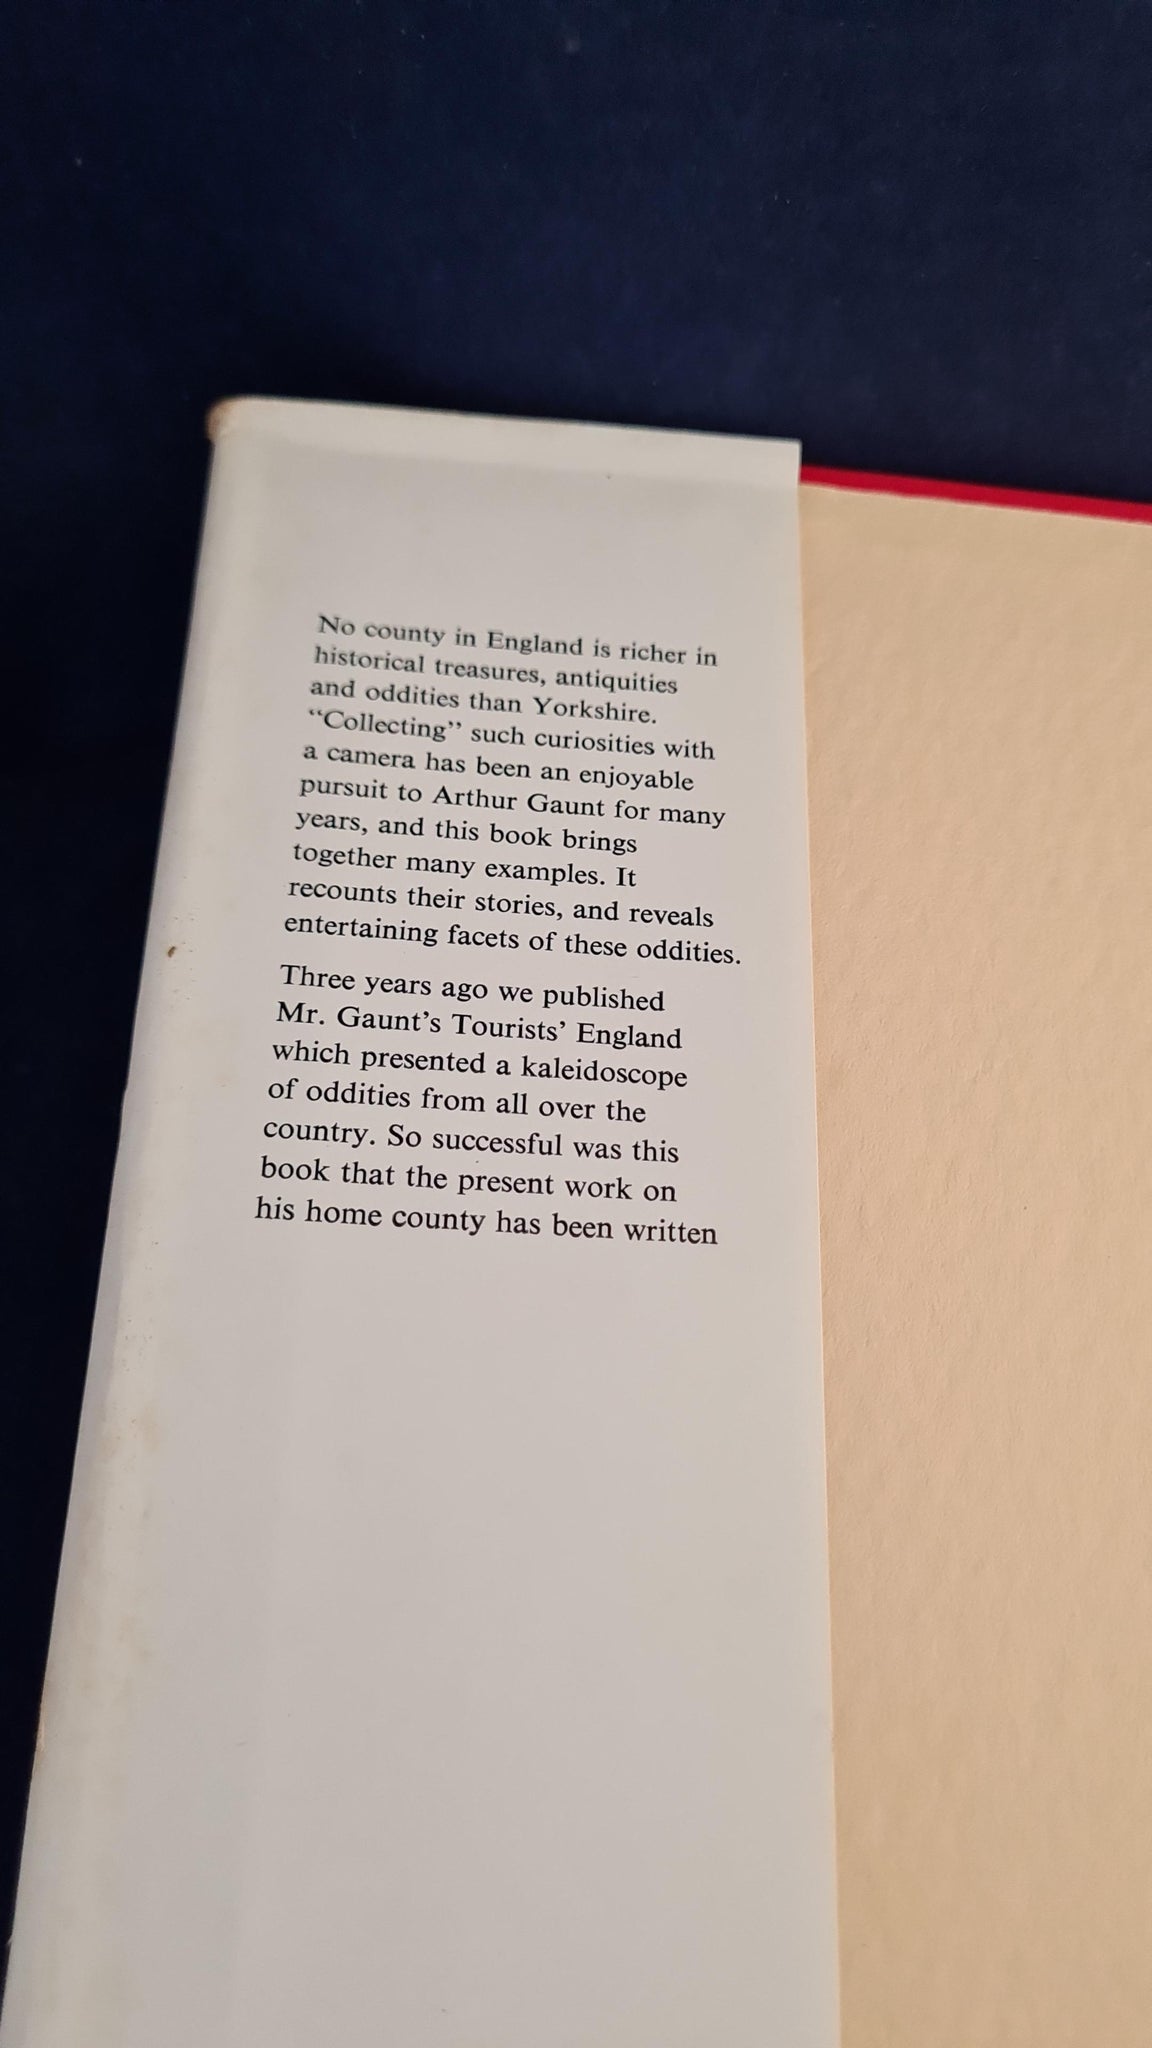 No county in England is richer in
historical treasures, antiquities
and oddities than Yorkshire.
“Collecting” such curiosities with
a camera has been an enjoyable
pursuit to Arthur Gaunt for many
years, and this book brings
together many examples. It
recounts their stories, and reveals
entertaining facets of these oddities.
Three years ago we published
Mr. Gaunt’s Tourists’ England
which presented a kaleidoscope
of oddities from all over the
country. So successful was this
book that the present work on
his home county has been written